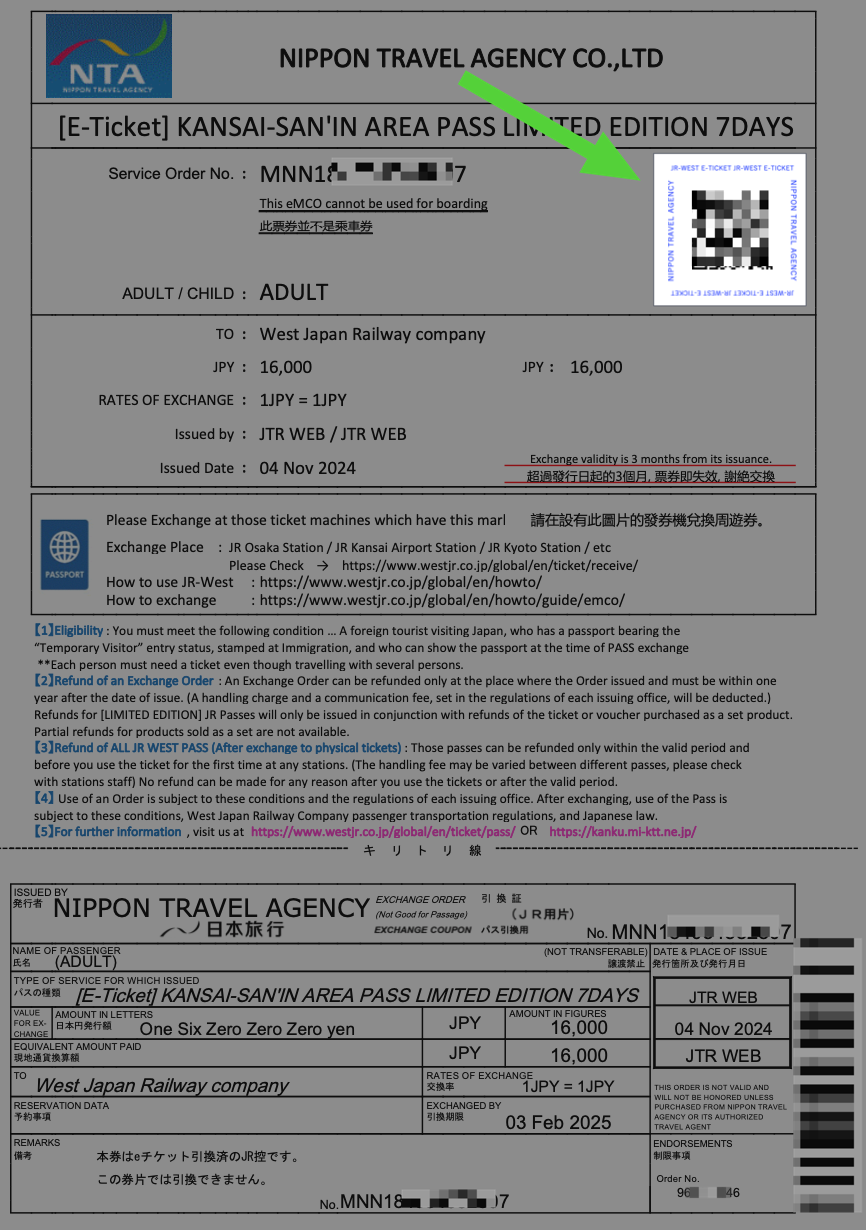 NTA
NIPPON TRAVEL AGENCY
NIPPON TRAVEL AGENCY CO.,LTD
[E-Ticket] KANSAI-SAN'IN AREA PASS LIMITED EDITION 7DAYS
Service Order No. : MNN18 7
This eMCO cannot be used for boarding
此票券並不是乘車券
JR-WEST E-TICKET JR-WEST E-TICKET
NIPPON TRAVEL AGENCY
NIPPON TRAVEL AGENCY
JR-WEST E-TICKET JR-WEST E-TICKET
ADULT / CHILD : ADULT
TO : West Japan Railway company
JPY : 16,000 JPY : 16,000
RATES OF EXCHANGE : 1JPY = 1JPY
Issued by : JTR WEB / JTR WEB
Issued Date : 04 Nov 2024
Exchange validity is 3 months from its issuance.
超過發行日起的3個月, 票券即失效, 謝絕交換
PASSPORT
Please Exchange at those ticket machines which have this marl 請在設有此圖片的發券機兌換周遊券。
Exchange Place : JR Osaka Station / JR Kansai Airport Station / JR Kyoto Station / etc
Please Check → https://www.westjr.co.jp/global/en/ticket/receive/
How to use JR-West : https://www.westjr.co.jp/global/en/howto/
How to exchange : https://www.westjr.co.jp/global/en/howto/guide/emco/
【1】Eligibility : You must meet the following condition ... A foreign tourist visiting Japan, who has a passport bearing the
“Temporary Visitor” entry status, stamped at Immigration, and who can show the passport at the time of PASS exchange
**Each person must need a ticket even though travelling with several persons.
【2】Refund of an Exchange Order : An Exchange Order can be refunded only at the place where the Order issued and must be within one
year after the date of issue. (A handling charge and a communication fee, set in the regulations of each issuing office, will be deducted.)
Refunds for [LIMITED EDITION] JR Passes will only be issued in conjunction with refunds of the ticket or voucher purchased as a set product.
Partial refunds for products sold as a set are not available.
【3】Refund of ALL JR WEST PASS (After exchange to physical tickets) : Those passes can be refunded only within the valid period and
before you use the ticket for the first time at any stations. (The handling fee may be varied between different passes, please check
with stations staff) No refund can be made for any reason after you use the tickets or after the valid period.
【4】 Use of an Order is subject to these conditions and the regulations of each issuing office. After exchanging, use of the Pass is
subject to these conditions, West Japan Railway Company passenger transportation regulations, and Japanese law.
【5】For further information , visit us at https://www.westjr.co.jp/global/en/ticket/pass/ OR https://kanku.mi-ktt.ne.jp/
キ リ ト リ 線
ISSUED BY
発行者
NIPPON TRAVEL AGENCY
日本旅行
EXCHANGE ORDER 引 換 証
(Not Good for Passage) （ＪＲ用片）
EXCHANGE COUPON パス引換用
No. MNN1 7
NAME OF PASSENGER (NOT TRANSFERABLE)
氏名 (ADULT) 譲渡禁止
DATE & PLACE OF ISSUE
発行箇所及び発行月日
TYPE OF SERVICE FOR WHICH ISSUED
パスの種類 [E-Ticket] KANSAI-SAN'IN AREA PASS LIMITED EDITION 7DAYS
JTR WEB
04 Nov 2024
JTR WEB
VALUE FOR EX-CHANGE
AMOUNT IN LETTERS
日本円発行額 One Six Zero Zero Zero yen
JPY
AMOUNT IN FIGURES
16,000
EQUIVALENT AMOUNT PAID
現地通貨換算額
JPY 16,000
TO West Japan Railway company
RATES OF EXCHANGE
交換率 1JPY = 1JPY
THIS ORDER IS NOT VALID AND
WILL NOT BE HONORED UNLESS
PURCHASED FROM NIPPON TRAVEL
AGENCY OR ITS AUTHORIZED
TRAVEL AGENT
RESERVATION DATA
予約事項
EXCHANGED BY
引換期限 03 Feb 2025
REMARKS
備考 本券はeチケット引換済のJR控です。
この券片では引換できません。
No.MNN18 07
ENDORSEMENTS
制限事項
Order No.
96 46